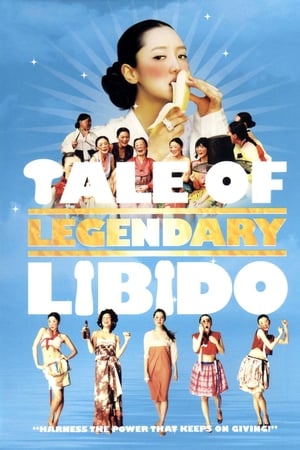 TALE OF
LEGENDARY
LIBIDO
"HARNESS THE POWER THAT KEEPS ON GIVING!"